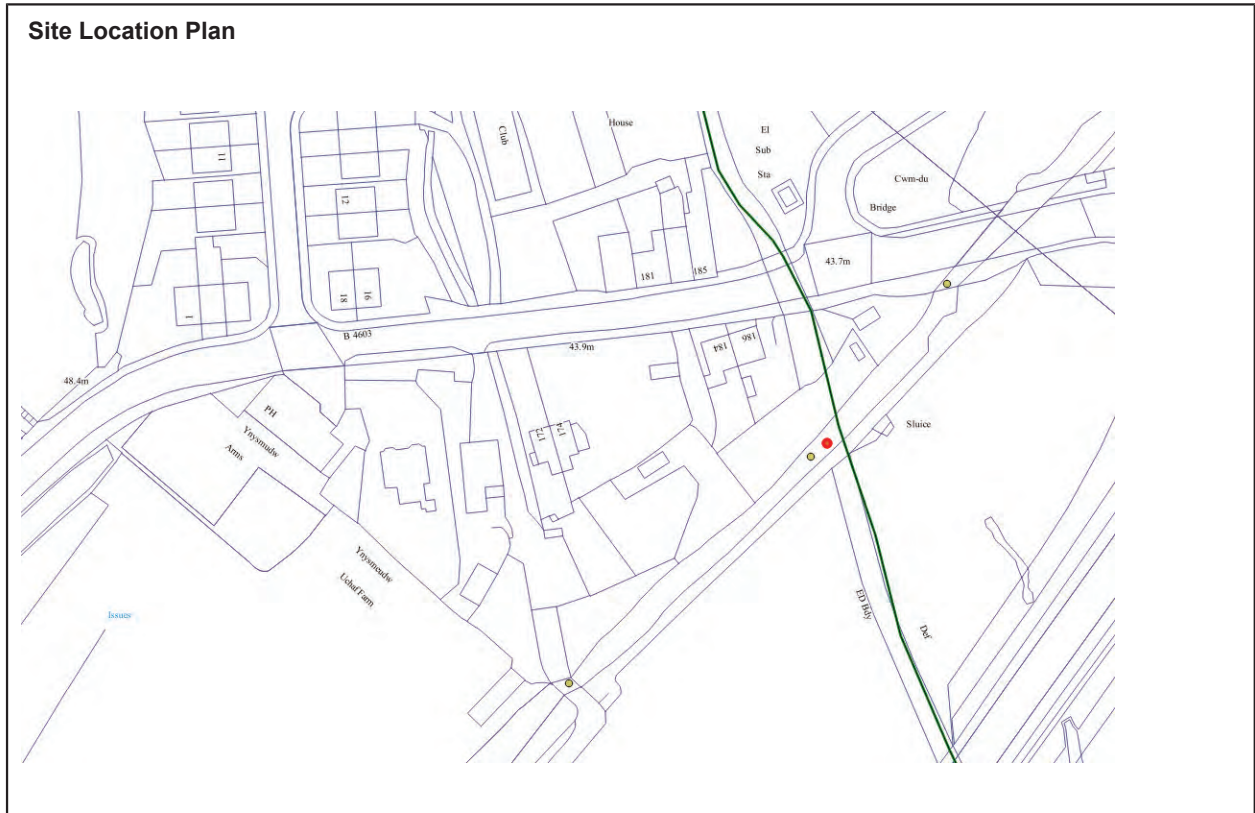 Site Location Plan
Club
House
El
Sub
Sta
Cwm-du
Bridge
11
12
181
185
43.7m
18
16
1
B 4603
43.9m
184
186
48.4m
PH
Ynysmudw
Arms
172
174
Sluice
Ynysmeudw
Uchaf Farm
ED Bdy
Def
Issues